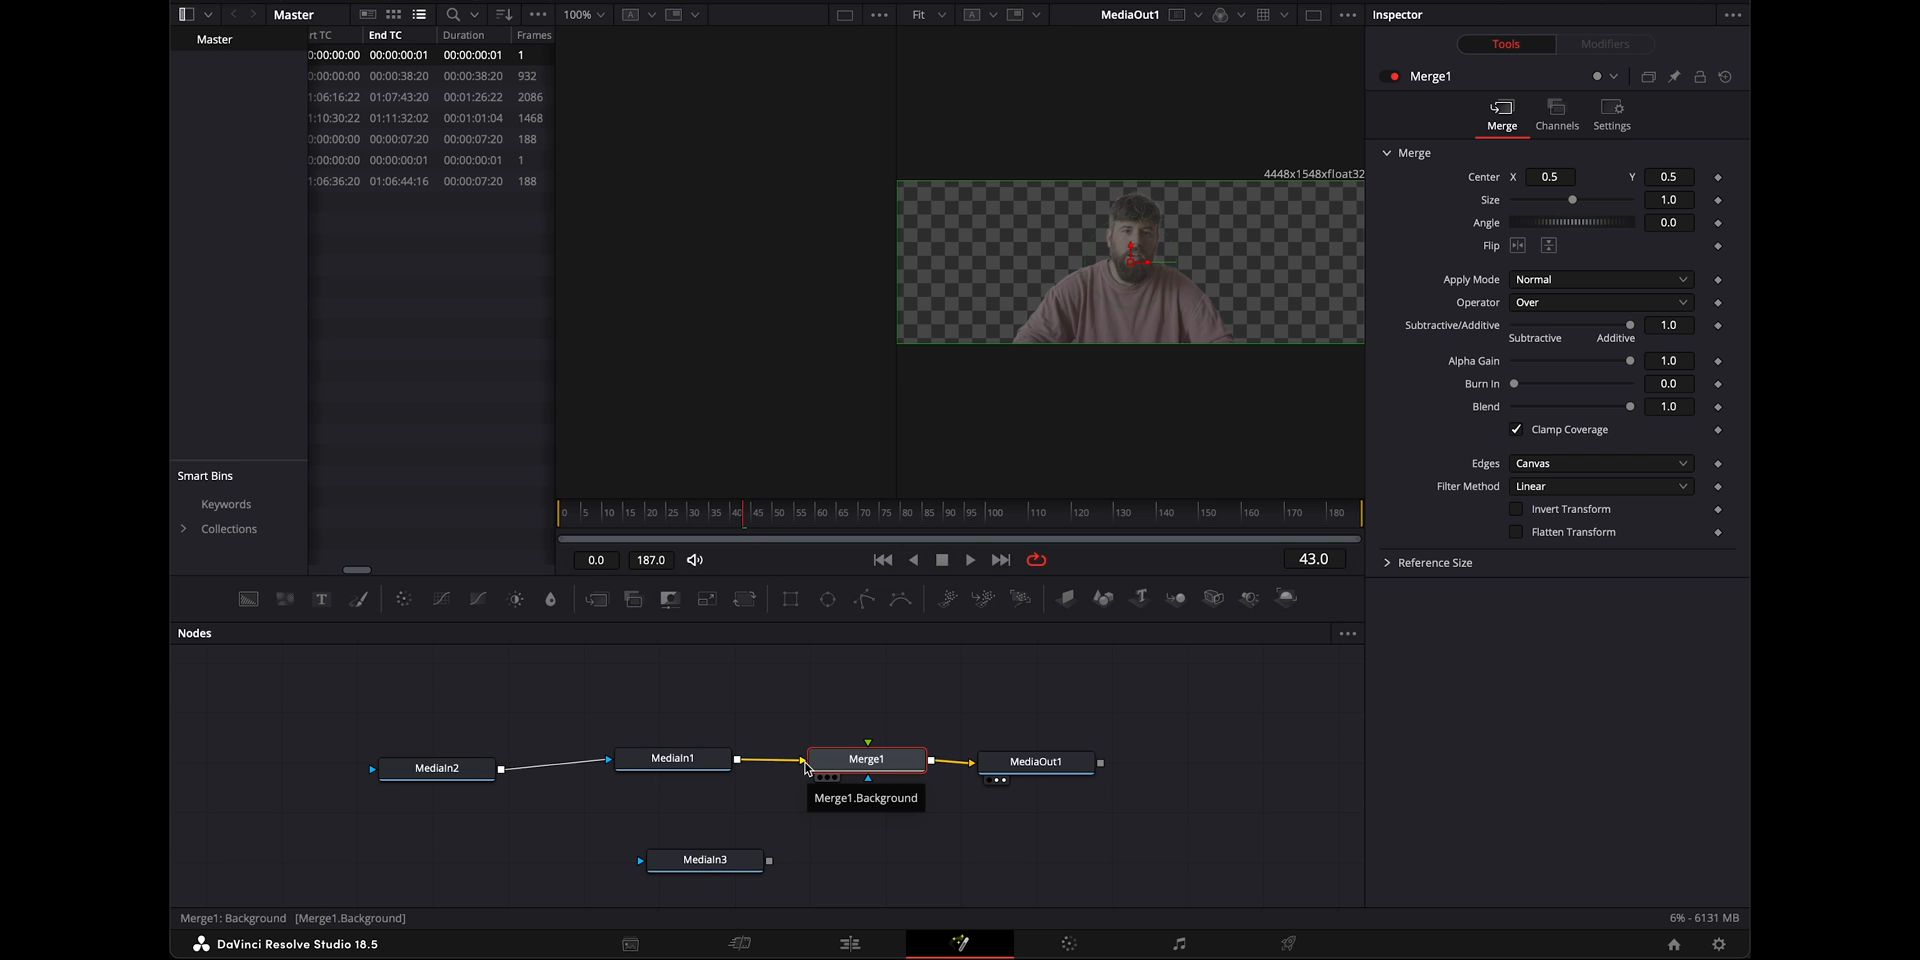 Master
100%
Fit
MediaOut1
Inspector
Master
rt TC End TC Duration Frames
0:00:00:00 00:00:00:01 00:00:00:01 1
0:00:00:00 00:00:38:20 00:00:38:20 932
1:06:16:22 01:07:43:20 00:01:26:22 2086
1:10:30:22 01:11:32:02 00:01:01:04 1468
0:00:00:00 00:00:07:20 00:00:07:20 188
0:00:00:00 00:00:00:01 00:00:00:01 1
1:06:36:20 01:06:44:16 00:00:07:20 188
Smart Bins
Keywords
Collections
4448x1548xfloat32
0 5 10 15 20 25 30 35 40 45 50 55 60 65 70 75 80 85 90 95 100 110 120 130 140 150 160 170 180
0.0 187.0 43.0
Tools Modifiers
Merge1
Merge Channels Settings
Merge
Center X 0.5 Y 0.5
Size 1.0
Angle 0.0
Flip
Apply Mode Normal
Operator Over
Subtractive/Additive 1.0
Subtractive Additive
Alpha Gain 1.0
Burn In 0.0
Blend 1.0
Clamp Coverage
Edges Canvas
Filter Method Linear
Invert Transform
Flatten Transform
Reference Size
T
T
Nodes
MediaIn2
MediaIn1
Merge1
MediaOut1
Merge1.Background
MediaIn3
Merge1: Background [Merge1.Background]
6% - 6131 MB
DaVinci Resolve Studio 18.5